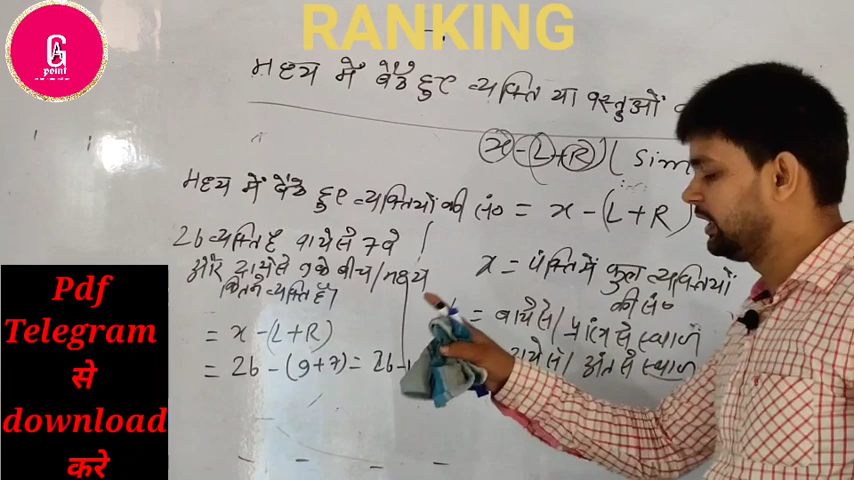 RANKING
GA
point
मध्य में बैठे हुए व्यक्ति या वस्तुओं
(x) - (L + R) ( Sim
मध्य में बैठे हुए व्यक्तियों की सं० = x - (L + R)
26 व्यक्ति है बायें से 7वें
और दायें से 9 के बीच/मध्य
कितने व्यक्ति है।
= x - (L + R)
= 26 - (9 + 7) = 26 -
x = पंक्ति में कुल व्यक्तियों
की सं०
= बायें से / प्रारंभ से स्थान
दायें से / अंत से स्थान
Pdf
Telegram
से
download
करे